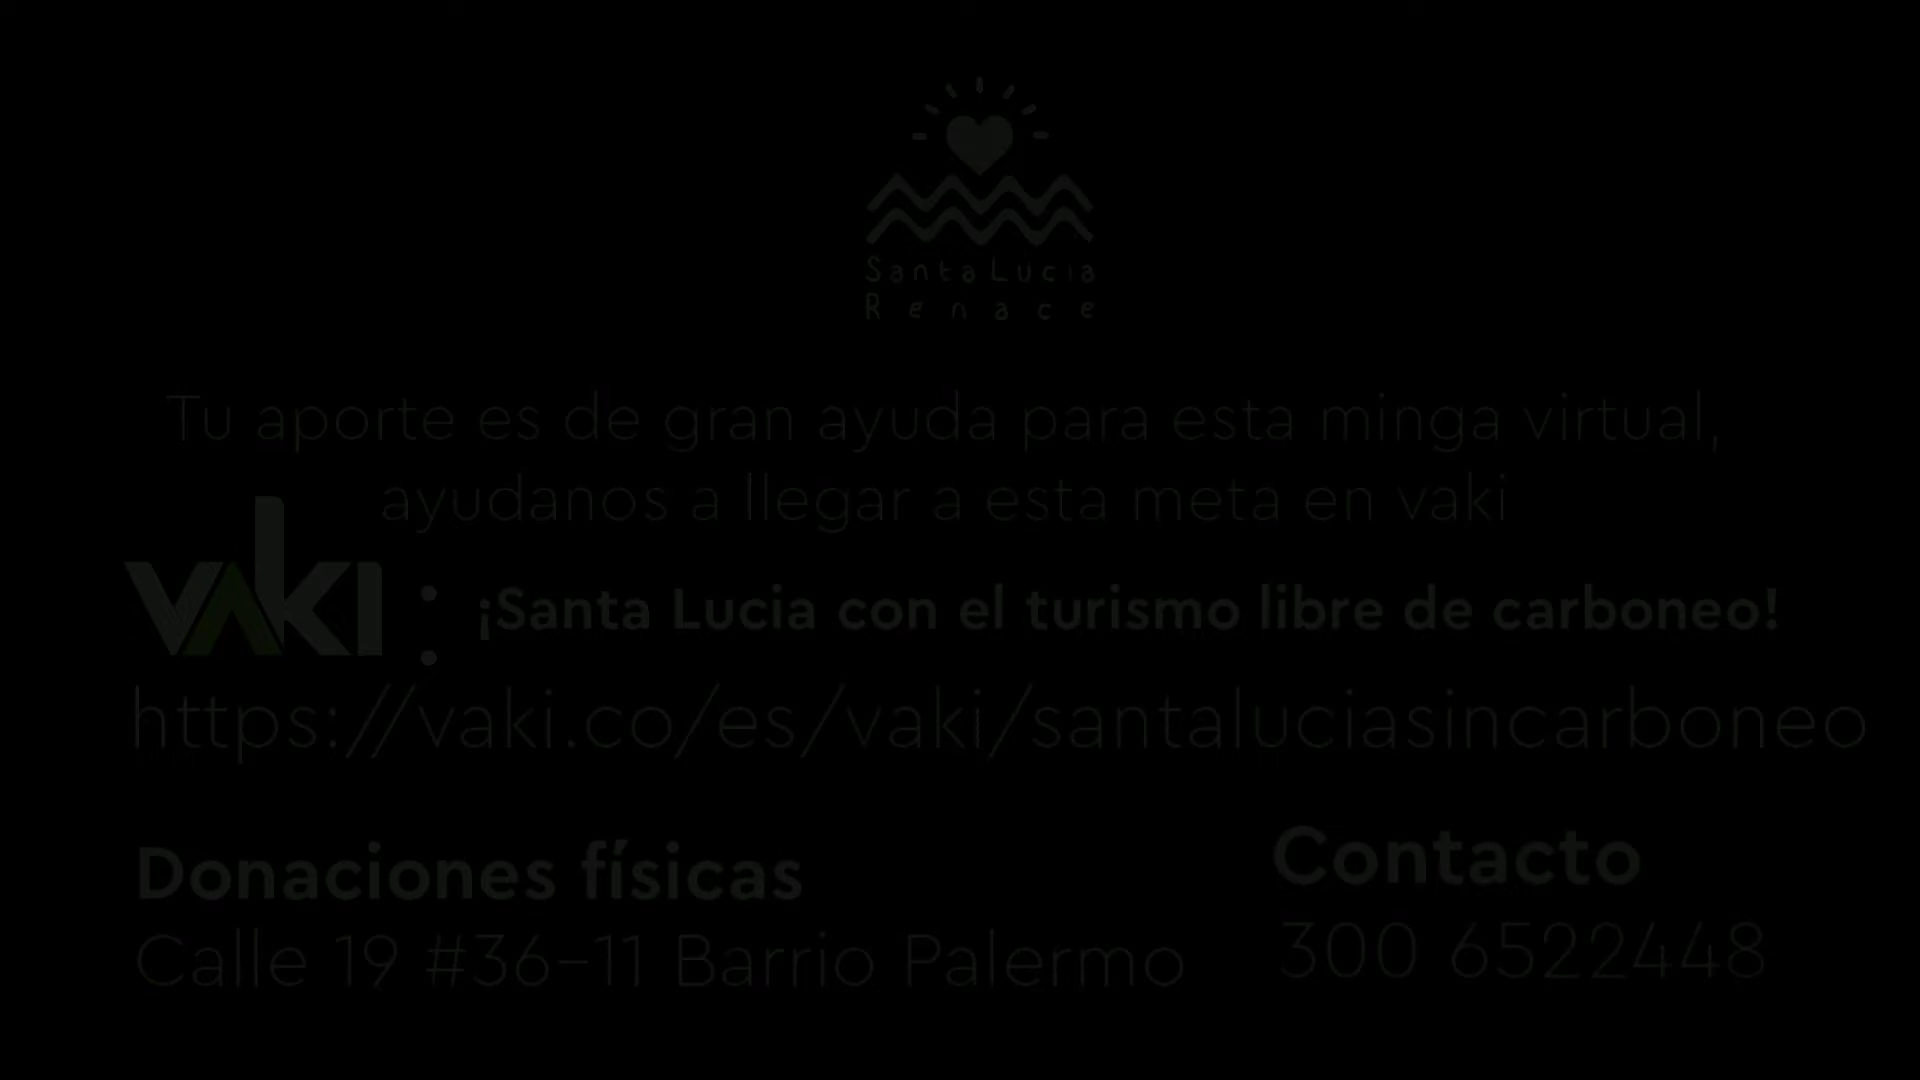 Santa Lucia
Renace
Tu aporte es de gran ayuda para esta minga virtual,
ayudanos a llegar a esta meta en vaki
vaki : ¡Santa Lucia con el turismo libre de carboneo!
https://vaki.co/es/vaki/santaluciasincarboneo
Donaciones físicas
Calle 19 #36-11 Barrio Palermo
Contacto
300 6522448